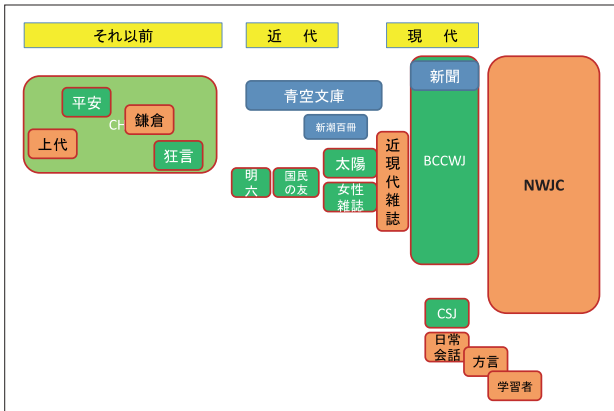 それ以前
近 代
現 代
平安
CH
鎌倉
上代
狂言
青空文庫
新潮百冊
明
六
国民
の友
太陽
女性
雑誌
近現代雑誌
新聞
BCCWJ
NWJC
CSJ
日常
会話
方言
学習者